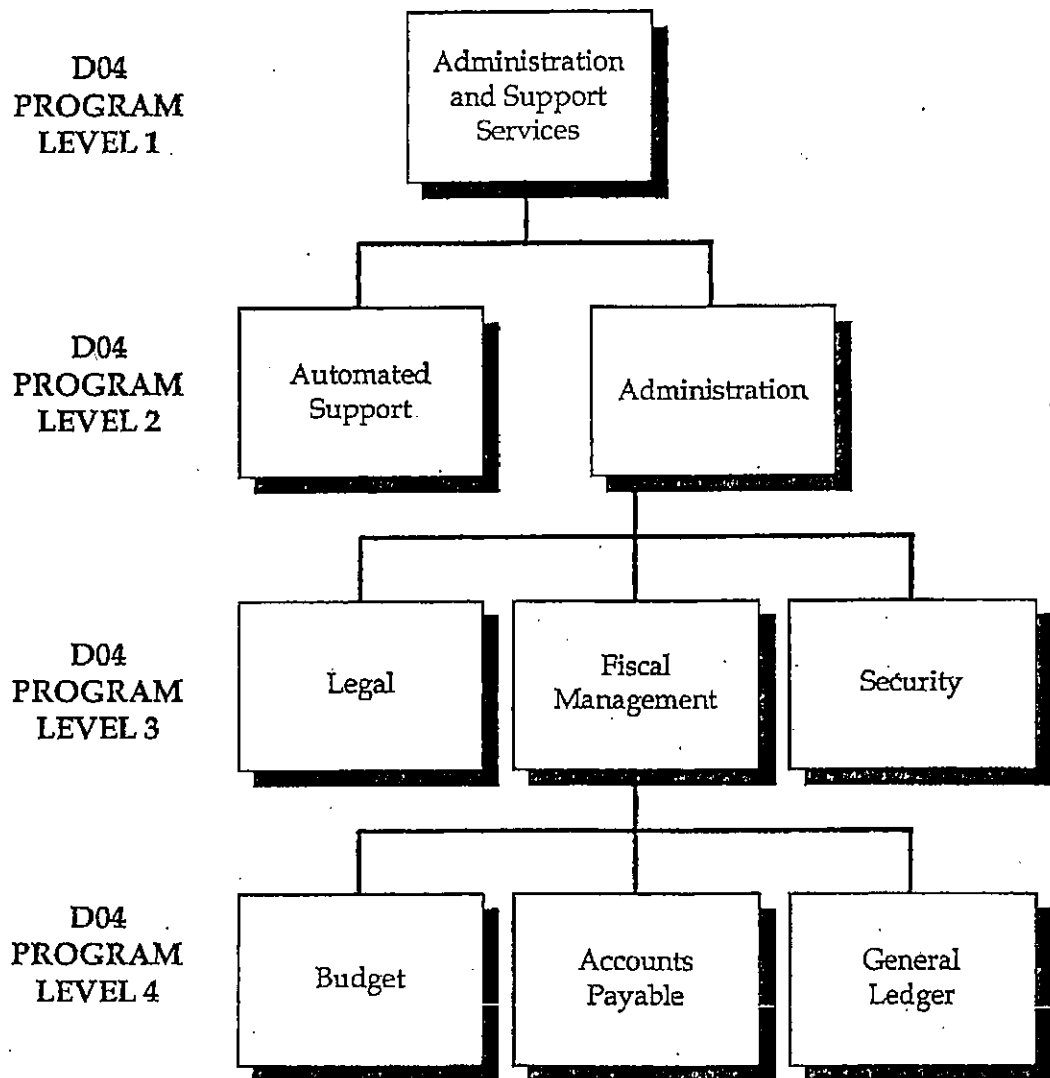 D04
PROGRAM
LEVEL 1
Administration
and Support
Services
D04
PROGRAM
LEVEL 2
Automated
Support
Administration
D04
PROGRAM
LEVEL 3
Legal
Fiscal
Management
Security
D04
PROGRAM
LEVEL 4
Budget
Accounts
Payable
General
Ledger